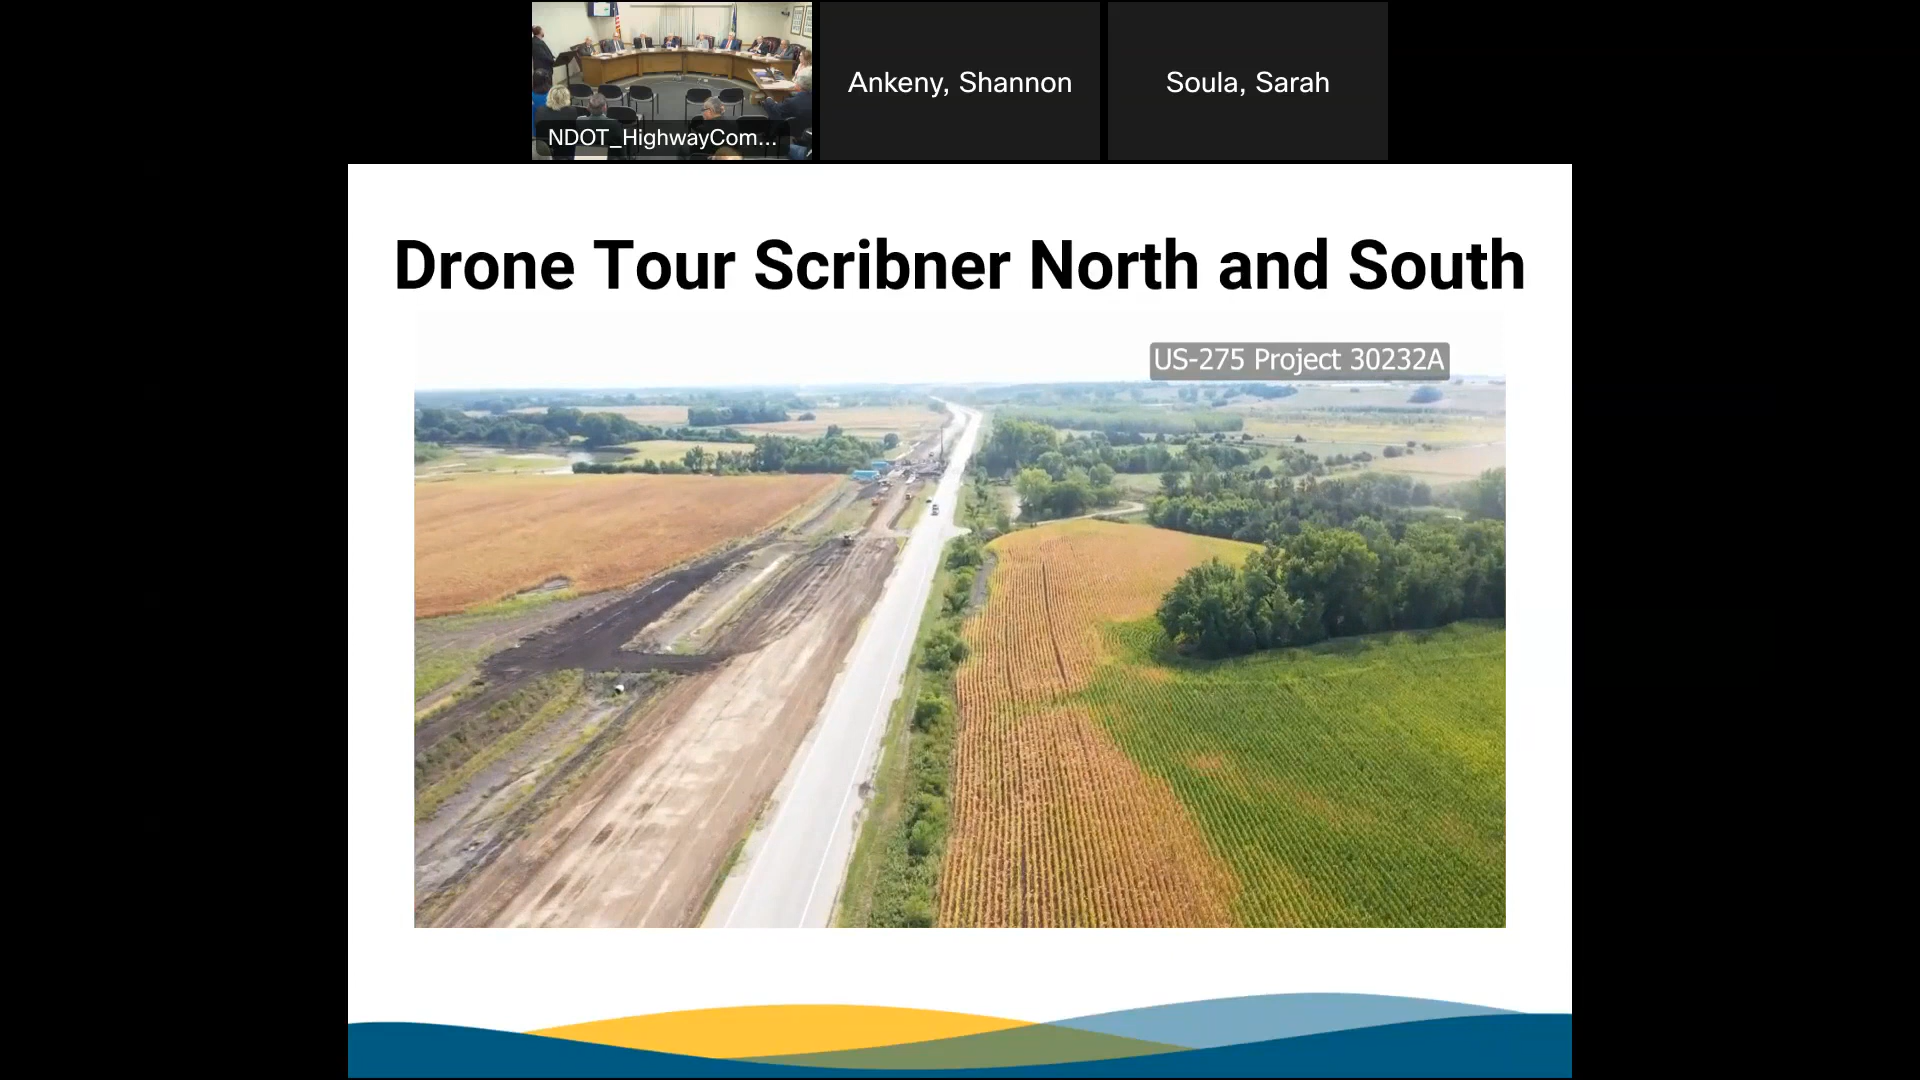 NDOT_HighwayCom...
Ankeny, Shannon
Soula, Sarah
Drone Tour Scribner North and South
US-275 Project 30232A